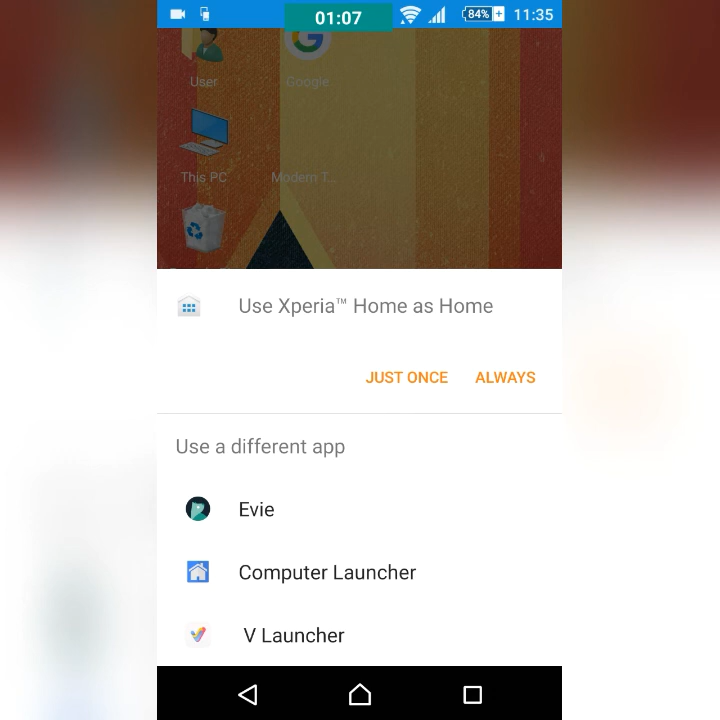 01:07
84%
11:35
User
Google
This PC
Modern T...
Use Xperia™ Home as Home
JUST ONCE
ALWAYS
Use a different app
Evie
Computer Launcher
V Launcher